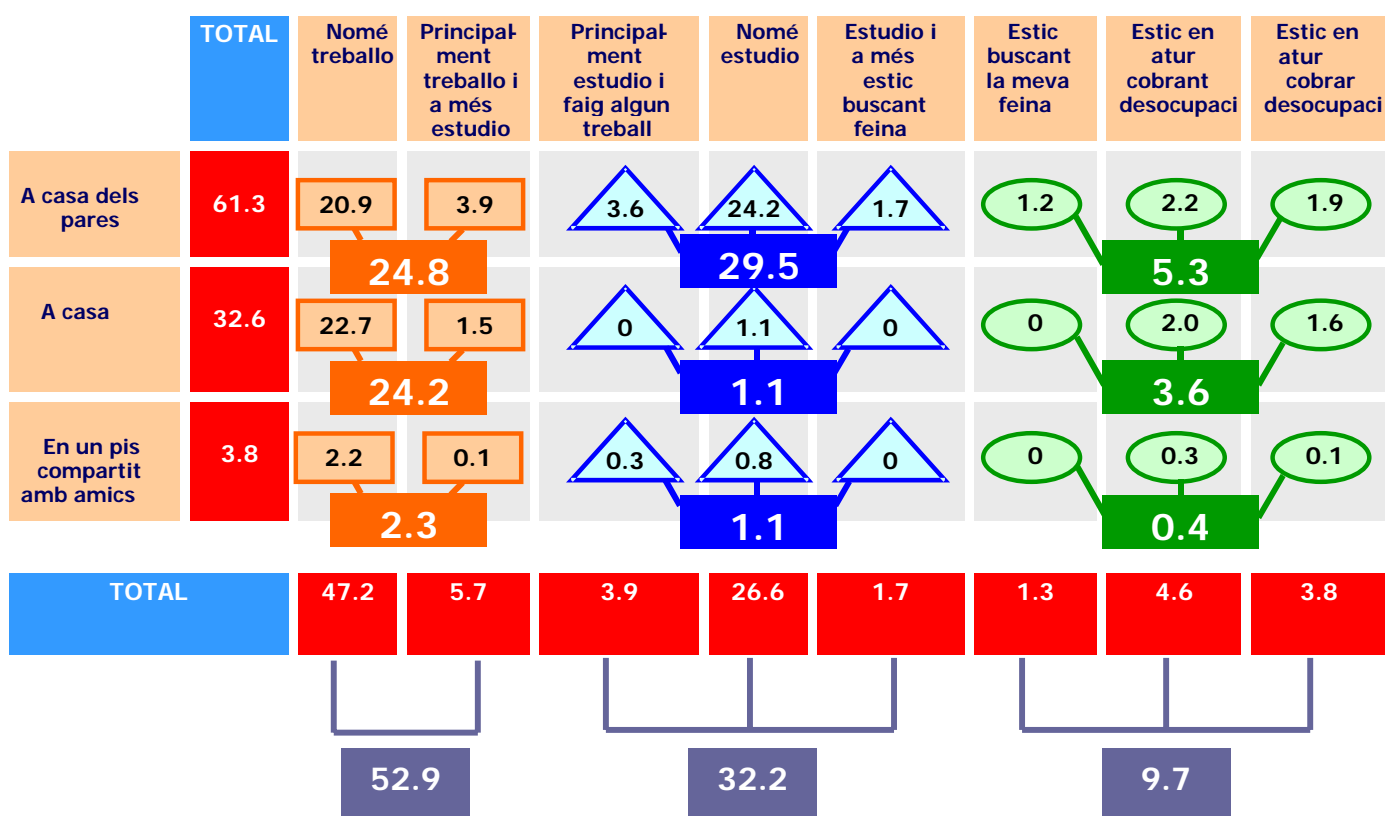 TOTAL
Nomé
treballo
Principal-
ment
treballo i
a més
estudio
Principal-
ment
estudio i
faig algun
treball
Nomé
estudio
Estudio i
a més
estic
buscant
feina
Estic
buscant
la meva
feina
Estic en
atur
cobrant
desocupaci
Estic en
atur
cobrar
desocupaci
A casa dels
pares
61.3
20.9
3.9
3.6
24.2
1.7
1.2
2.2
1.9
24.8
29.5
5.3
A casa
32.6
22.7
1.5
0
1.1
0
0
2.0
1.6
24.2
1.1
3.6
En un pis
compartit
amb amics
3.8
2.2
0.1
0.3
0.8
0
0
0.3
0.1
2.3
1.1
0.4
TOTAL
47.2
5.7
3.9
26.6
1.7
1.3
4.6
3.8
52.9
32.2
9.7